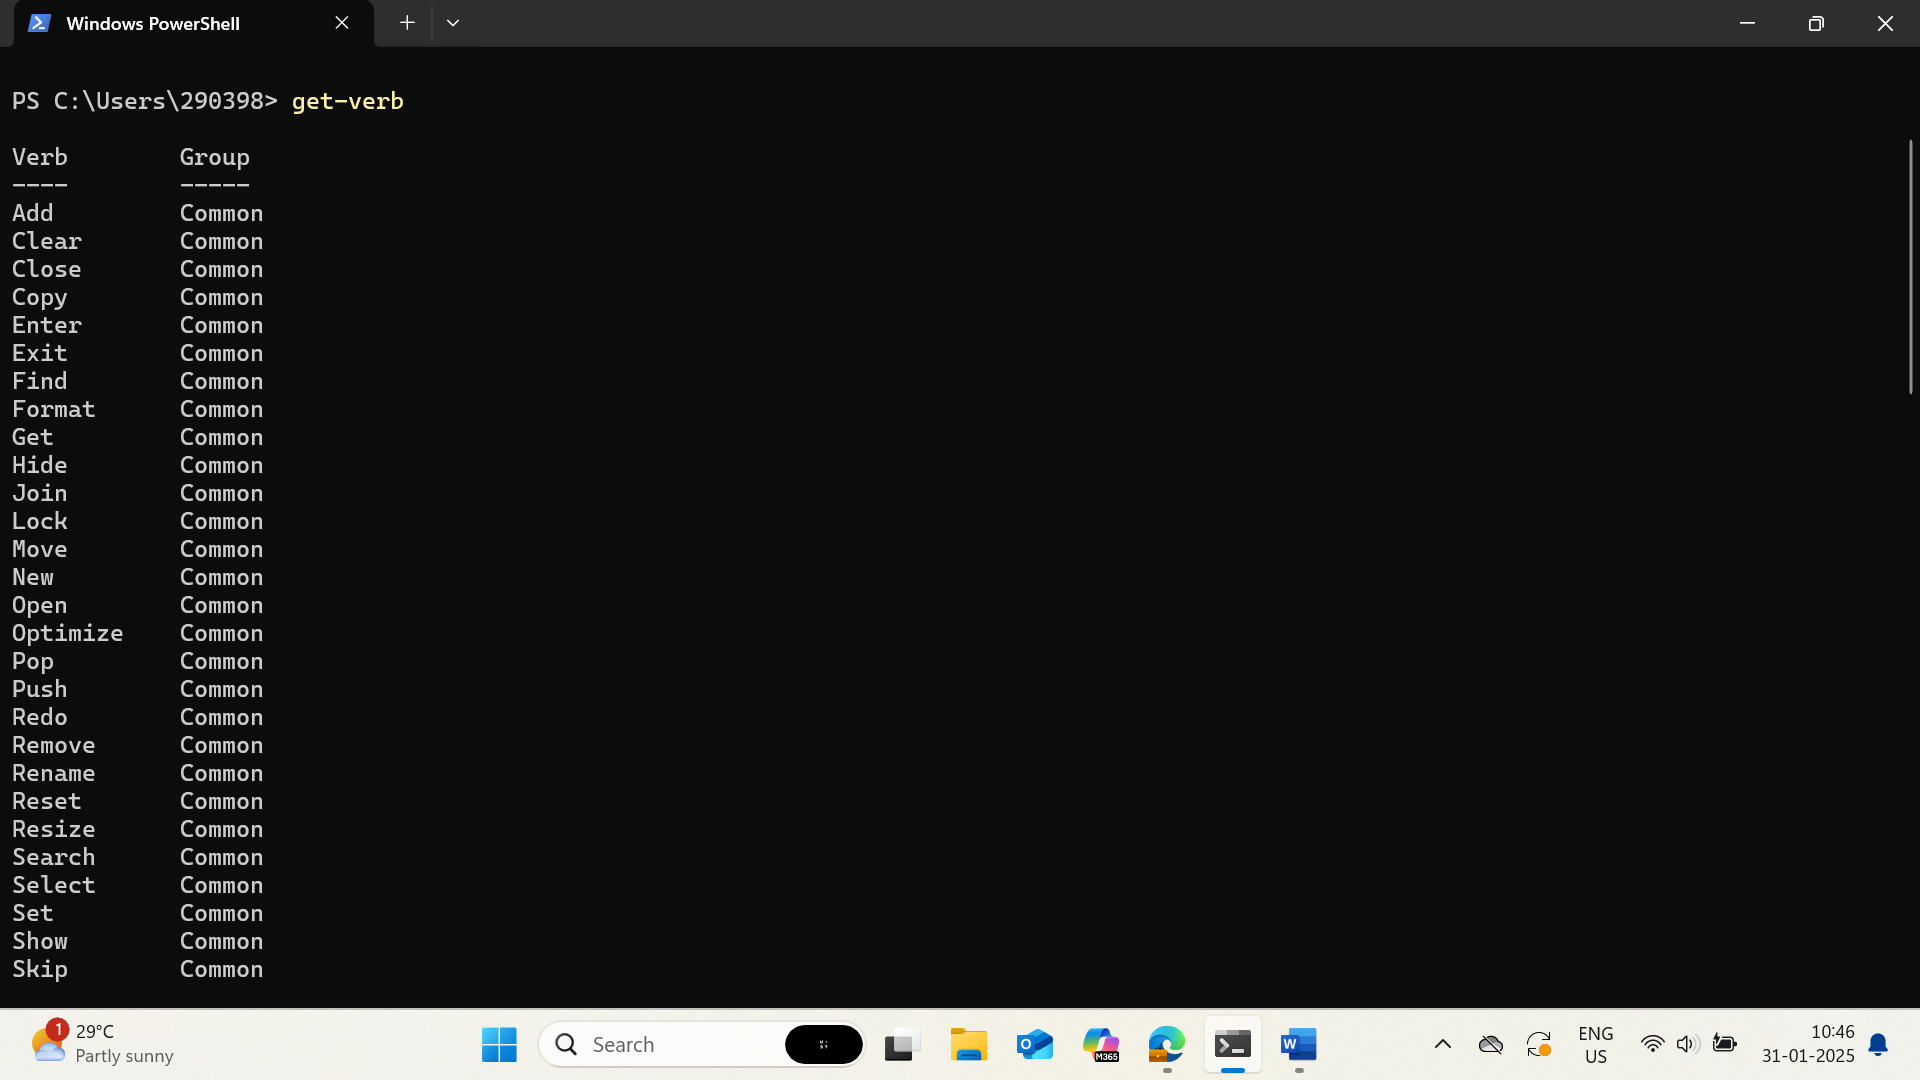 Windows PowerShell
PS C:\Users\290398> get-verb
Verb Group
---- -----
Add Common
Clear Common
Close Common
Copy Common
Enter Common
Exit Common
Find Common
Format Common
Get Common
Hide Common
Join Common
Lock Common
Move Common
New Common
Open Common
Optimize Common
Pop Common
Push Common
Redo Common
Remove Common
Rename Common
Reset Common
Resize Common
Search Common
Select Common
Set Common
Show Common
Skip Common
1 29°C
Partly sunny
Search
M365
ENG
US
10:46
31-01-2025